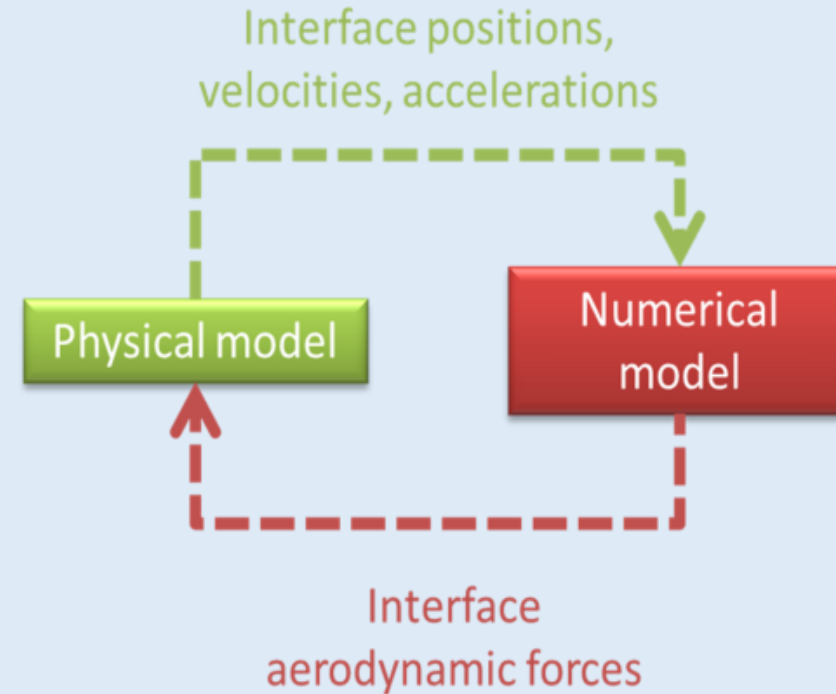 Interface positions,
velocities, accelerations
Physical model
Numerical
model
Interface
aerodynamic forces